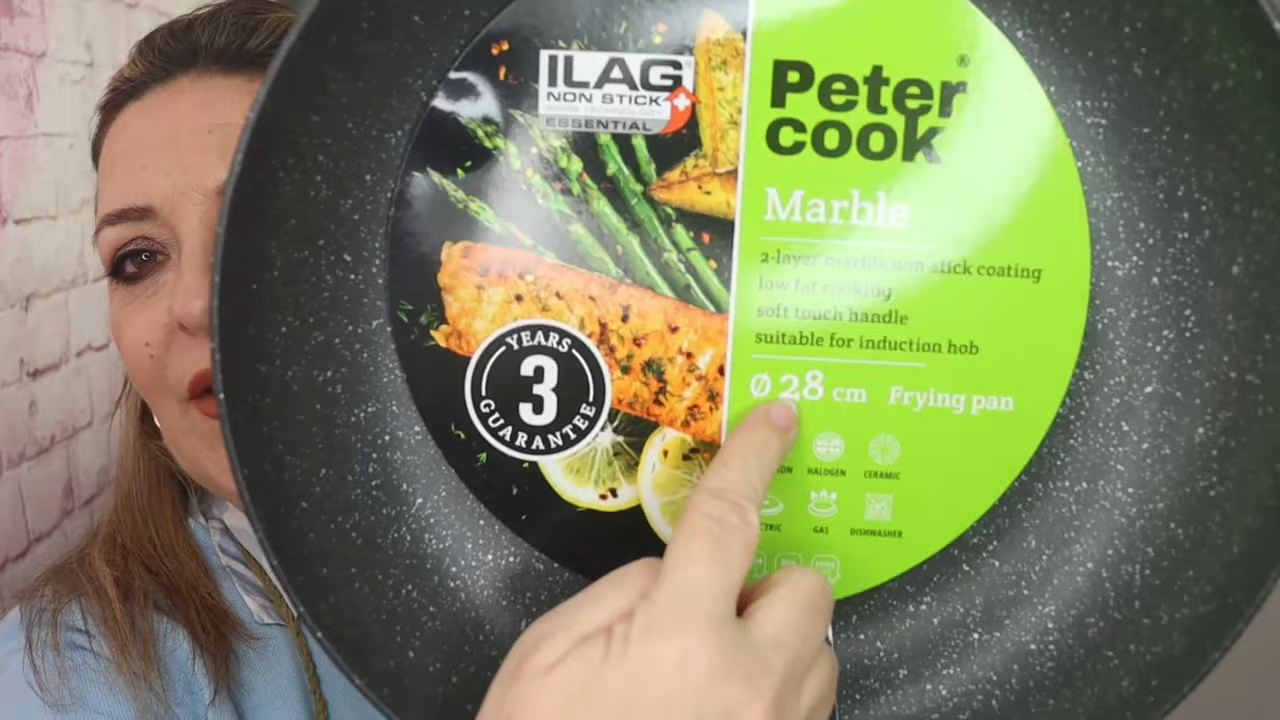 ILAG®
NON STICK
ESSENTIAL
YEARS
3
GUARANTEE
Peter®
cook
Marble
2-layer marble non-stick coating
low fat cooking
soft touch handle
suitable for induction hob
Ø 28 cm Frying pan
HALOGEN CERAMIC
GAS DISHWASHER